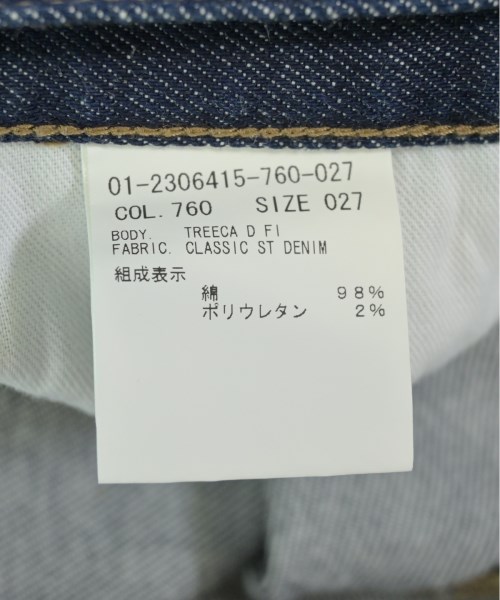 01-2306415-760-027
COL. 760 SIZE 027
BODY. TREECA D FI
FABRIC. CLASSIC ST DENIM
組成表示
綿 98%
ポリウレタン 2%